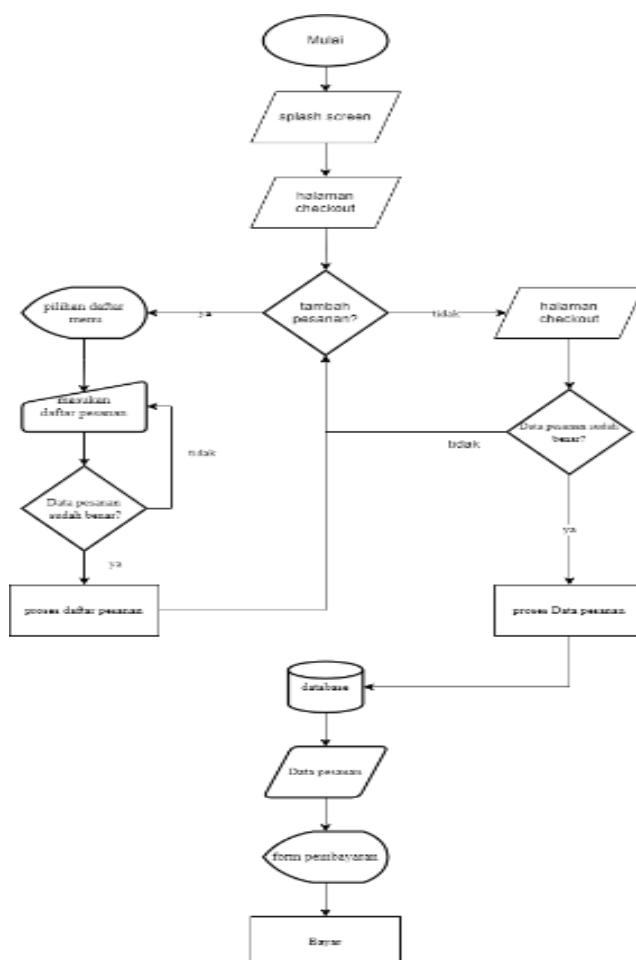 Mulai
splash screen
halaman
checkout
pilihan daftar
menu
ya
tambah
pesanan?
tidak
halaman
checkout
masukan
daftar pesanan
tidak
Data pesanan
sudah benar?
ya
proses daftar pesanan
Data pesanan sudah
benar?
tidak
ya
proses Data pesanan
database
Data pesanan
form pembayaran
Bayar